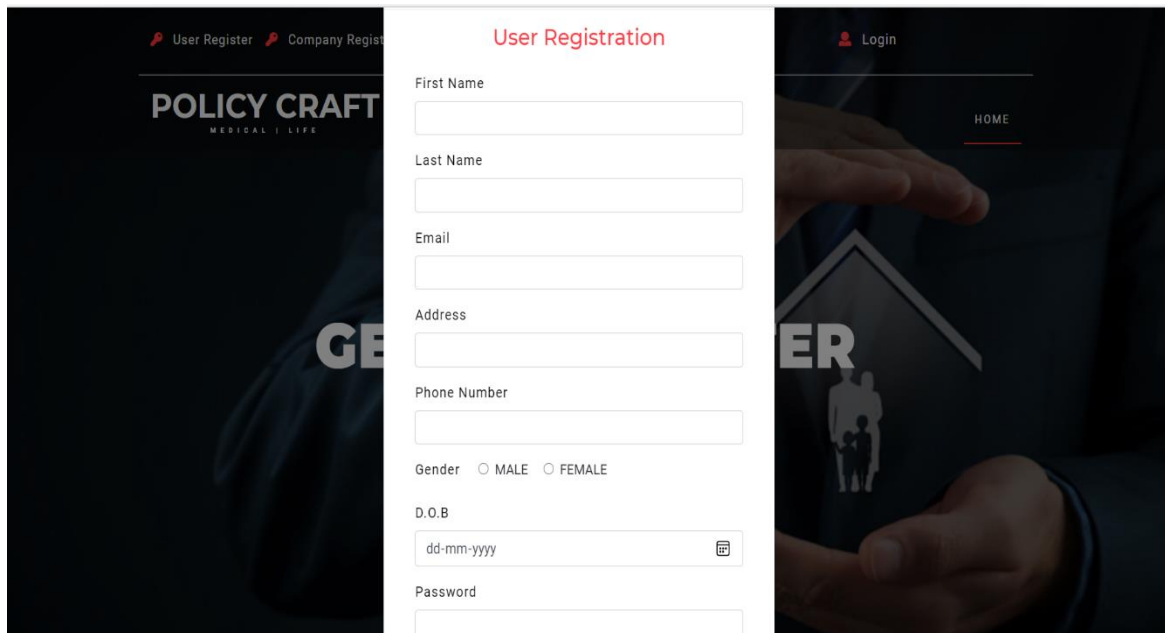 User Register Company Regist
Login
POLICY CRAFT
MEDICAL | LIFE
HOME
GE
ER
User Registration
First Name
Last Name
Email
Address
Phone Number
Gender MALE FEMALE
D.O.B
dd-mm-yyyy
Password